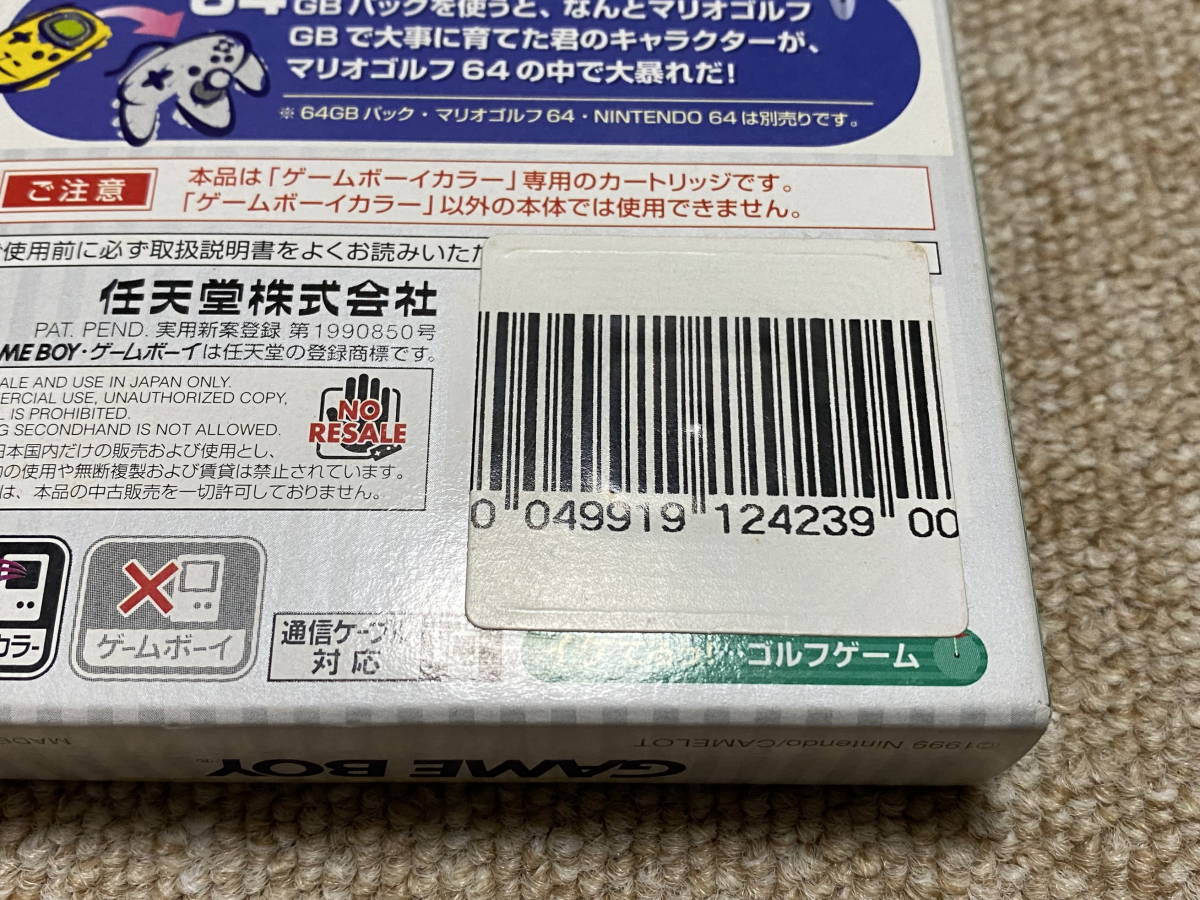 64GBパックを使うと、なんとマリオゴルフ
GBで大事に育てた君のキャラクターが、
マリオゴルフ64の中で大暴れだ!
※64GBパック・マリオゴルフ64・NINTENDO 64は別売りです。
ご注意
本品は「ゲームボーイカラー」専用のカートリッジです。
「ゲームボーイカラー」以外の本体では使用できません。
使用前に必ず取扱説明書をよくお読みいただ
任天堂株式会社
PAT. PEND. 実用新案登録 第1990850号
AME BOY・ゲームボーイは任天堂の登録商標です。
ALE AND USE IN JAPAN ONLY.
ERCIAL USE, UNAUTHORIZED COPY,
L IS PROHIBITED.
G SECONDHAND IS NOT ALLOWED.
日本国内だけの販売および使用とし、
の使用や無断複製および賃貸は禁止されています。
は、本品の中古販売を一切許可しておりません。
NO
RESALE
0 049919 124239 00
カラー
ゲームボーイ
通信ケーブル
対応
ゴルフゲーム
©1999 Nintendo/CAMELOT
MADE
GAME BOY